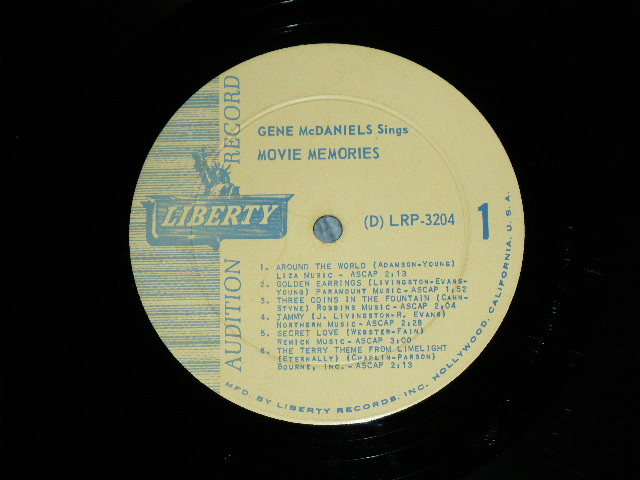 GENE McDANIELS Sings
MOVIE MEMORIES
AUDITION RECORD
LIBERTY
(D) LRP-3204
1
1. AROUND THE WORLD (ADAMSON-YOUNG)
LIZA MUSIC - ASCAP 2:13
2. GOLDEN EARRINGS (LIVINGSTON-EVANS-
YOUNG) PARAMOUNT MUSIC - ASCAP 1:52
3. THREE COINS IN THE FOUNTAIN (CAHN-
STYNE) ROBBINS MUSIC - ASCAP 2:04
4. TAMMY (J. LIVINGSTON-R. EVANS)
NORTHERN MUSIC - ASCAP 2:28
5. SECRET LOVE (WEBSTER-FAIN)
REMICK MUSIC - ASCAP 3:00
6. THE TERRY THEME FROM LIMELIGHT
(ETERNALLY) (CHAPLIN-PARSON)
BOURNE, INC. - ASCAP 2:13
MFD. BY LIBERTY RECORDS, INC. HOLLYWOOD, CALIFORNIA, U.S.A.